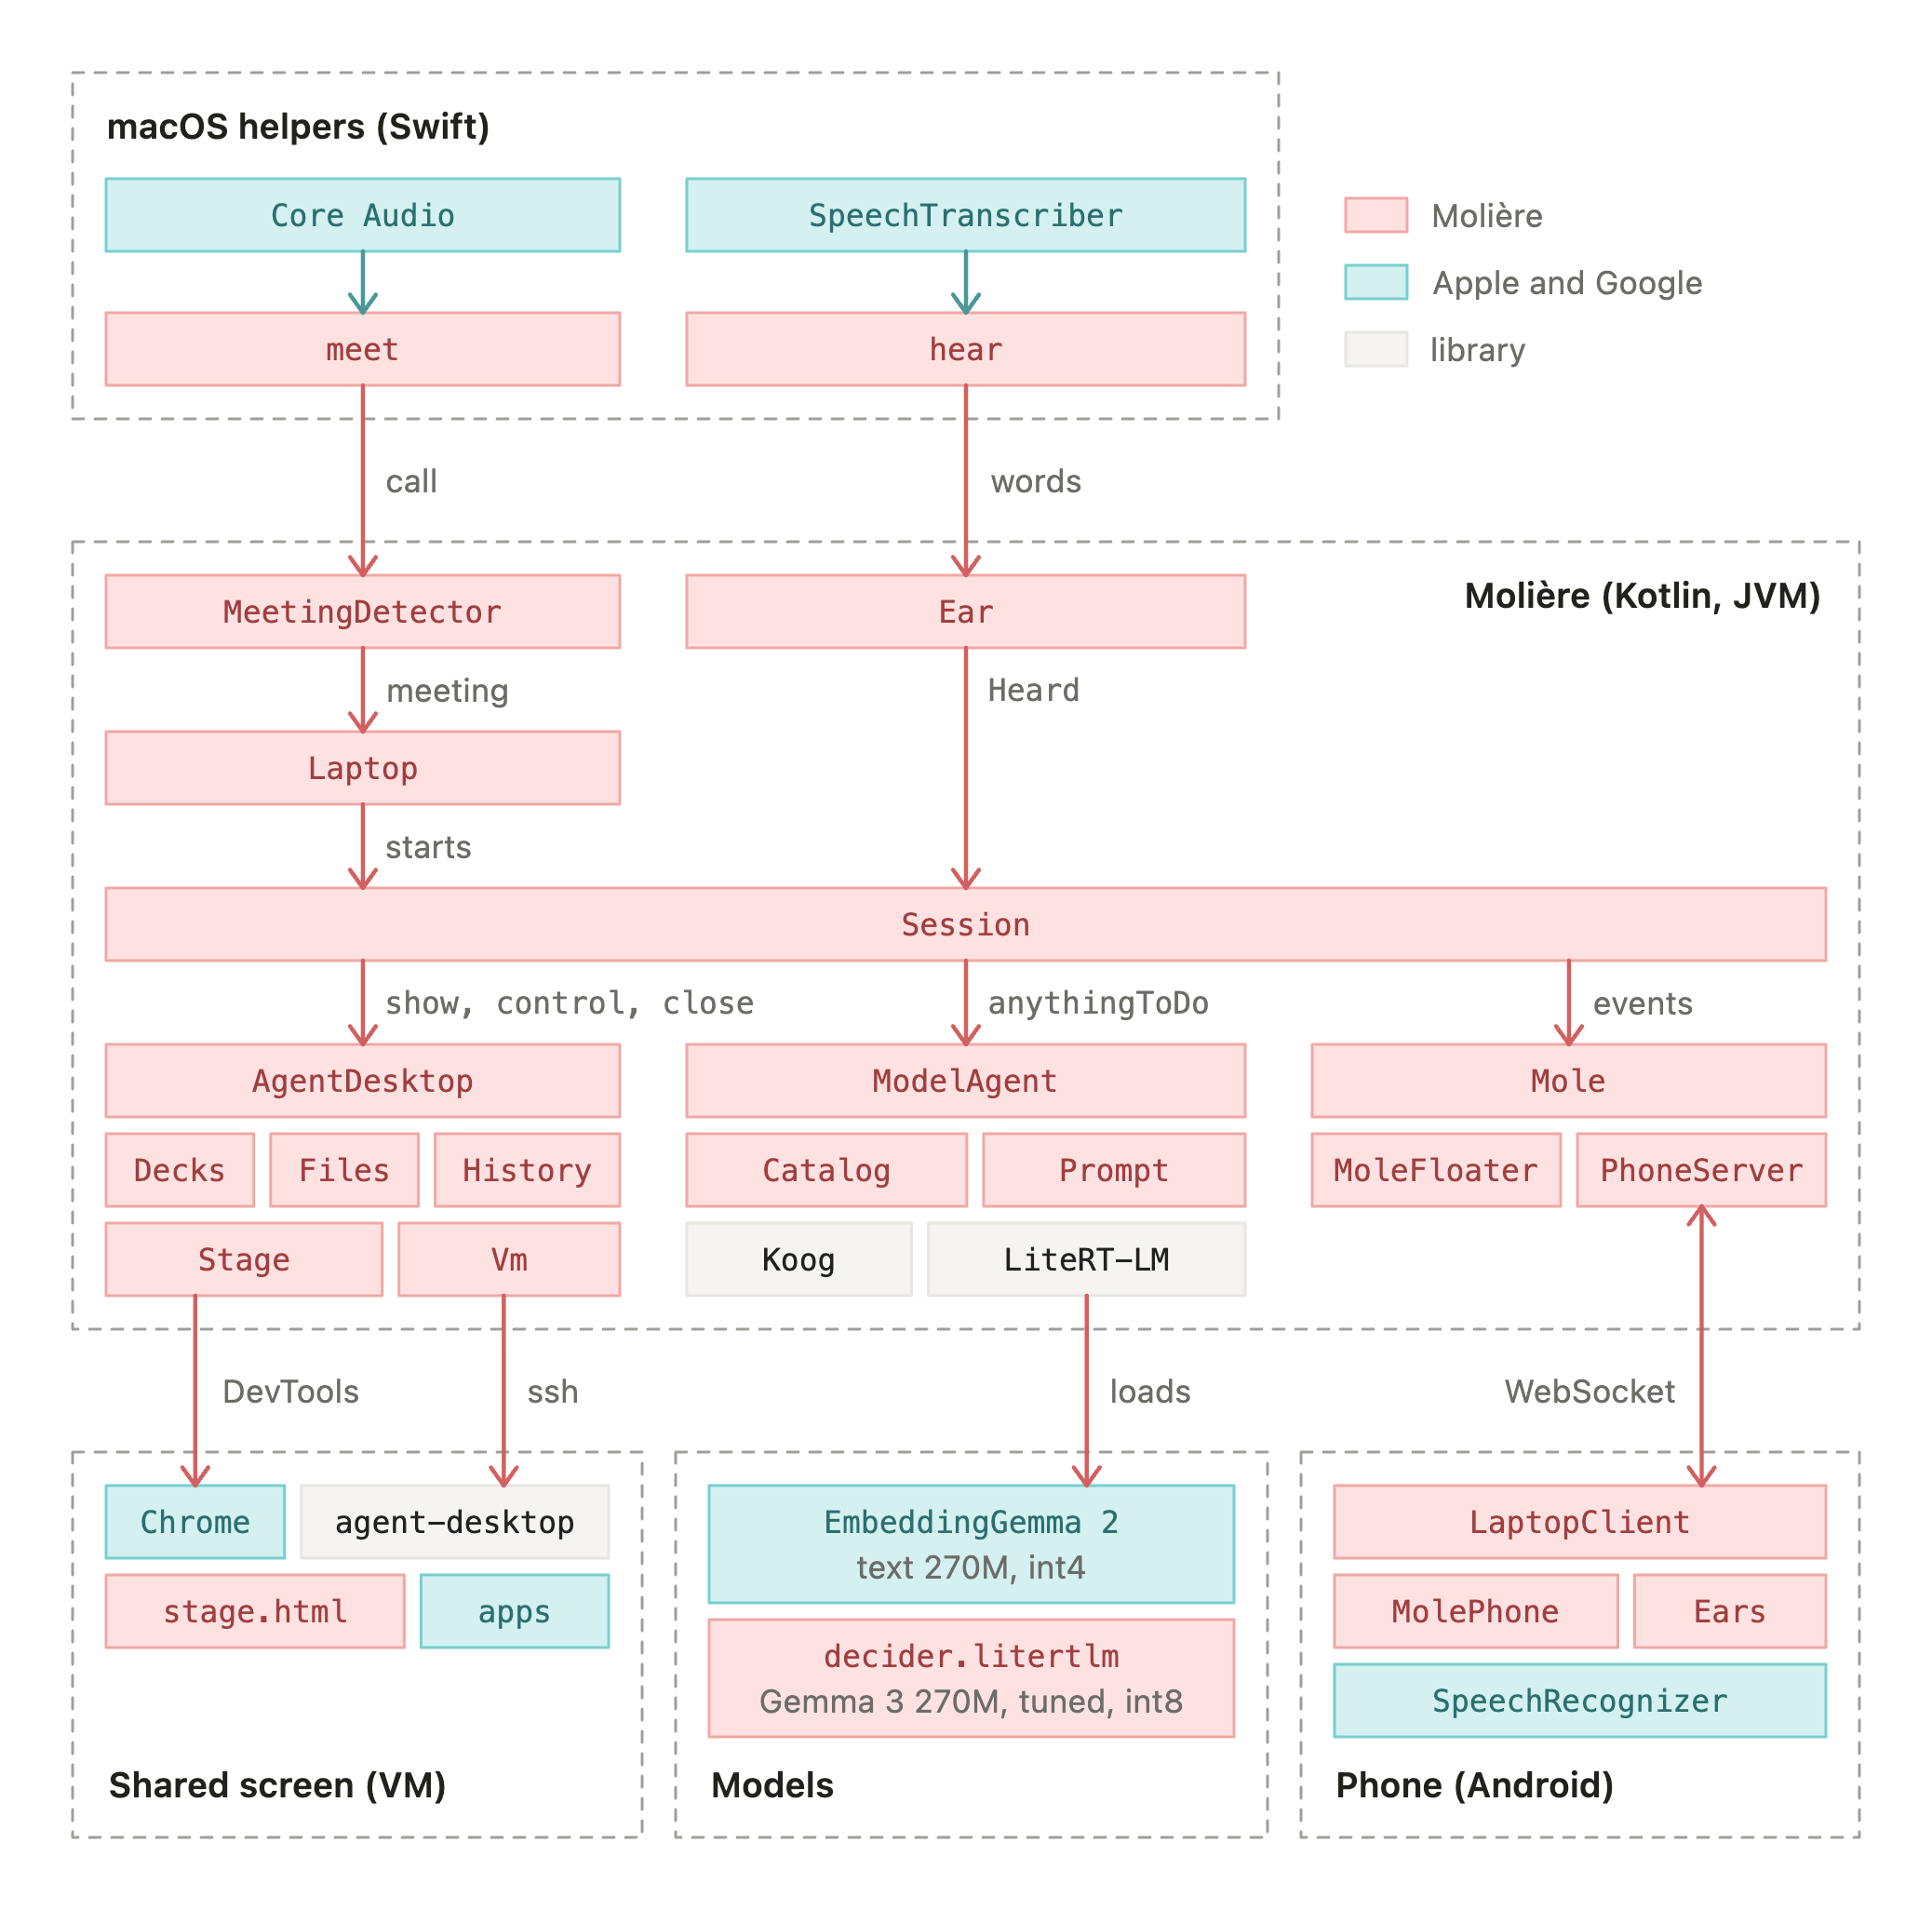 macOS helpers (Swift)
Core Audio
SpeechTranscriber
meet
hear
Molière
Apple and Google
library
call
words
Molière (Kotlin, JVM)
MeetingDetector
Ear
meeting
Heard
Laptop
starts
Session
show, control, close
anythingToDo
events
AgentDesktop
ModelAgent
Mole
Decks
Files
History
Catalog
Prompt
MoleFloater
PhoneServer
Stage
Vm
Koog
LiteRT-LM
DevTools
ssh
loads
WebSocket
Chrome
agent-desktop
stage.html
apps
Shared screen (VM)
EmbeddingGemma 2
text 270M, int4
decider.litertlm
Gemma 3 270M, tuned, int8
Models
LaptopClient
MolePhone
Ears
SpeechRecognizer
Phone (Android)